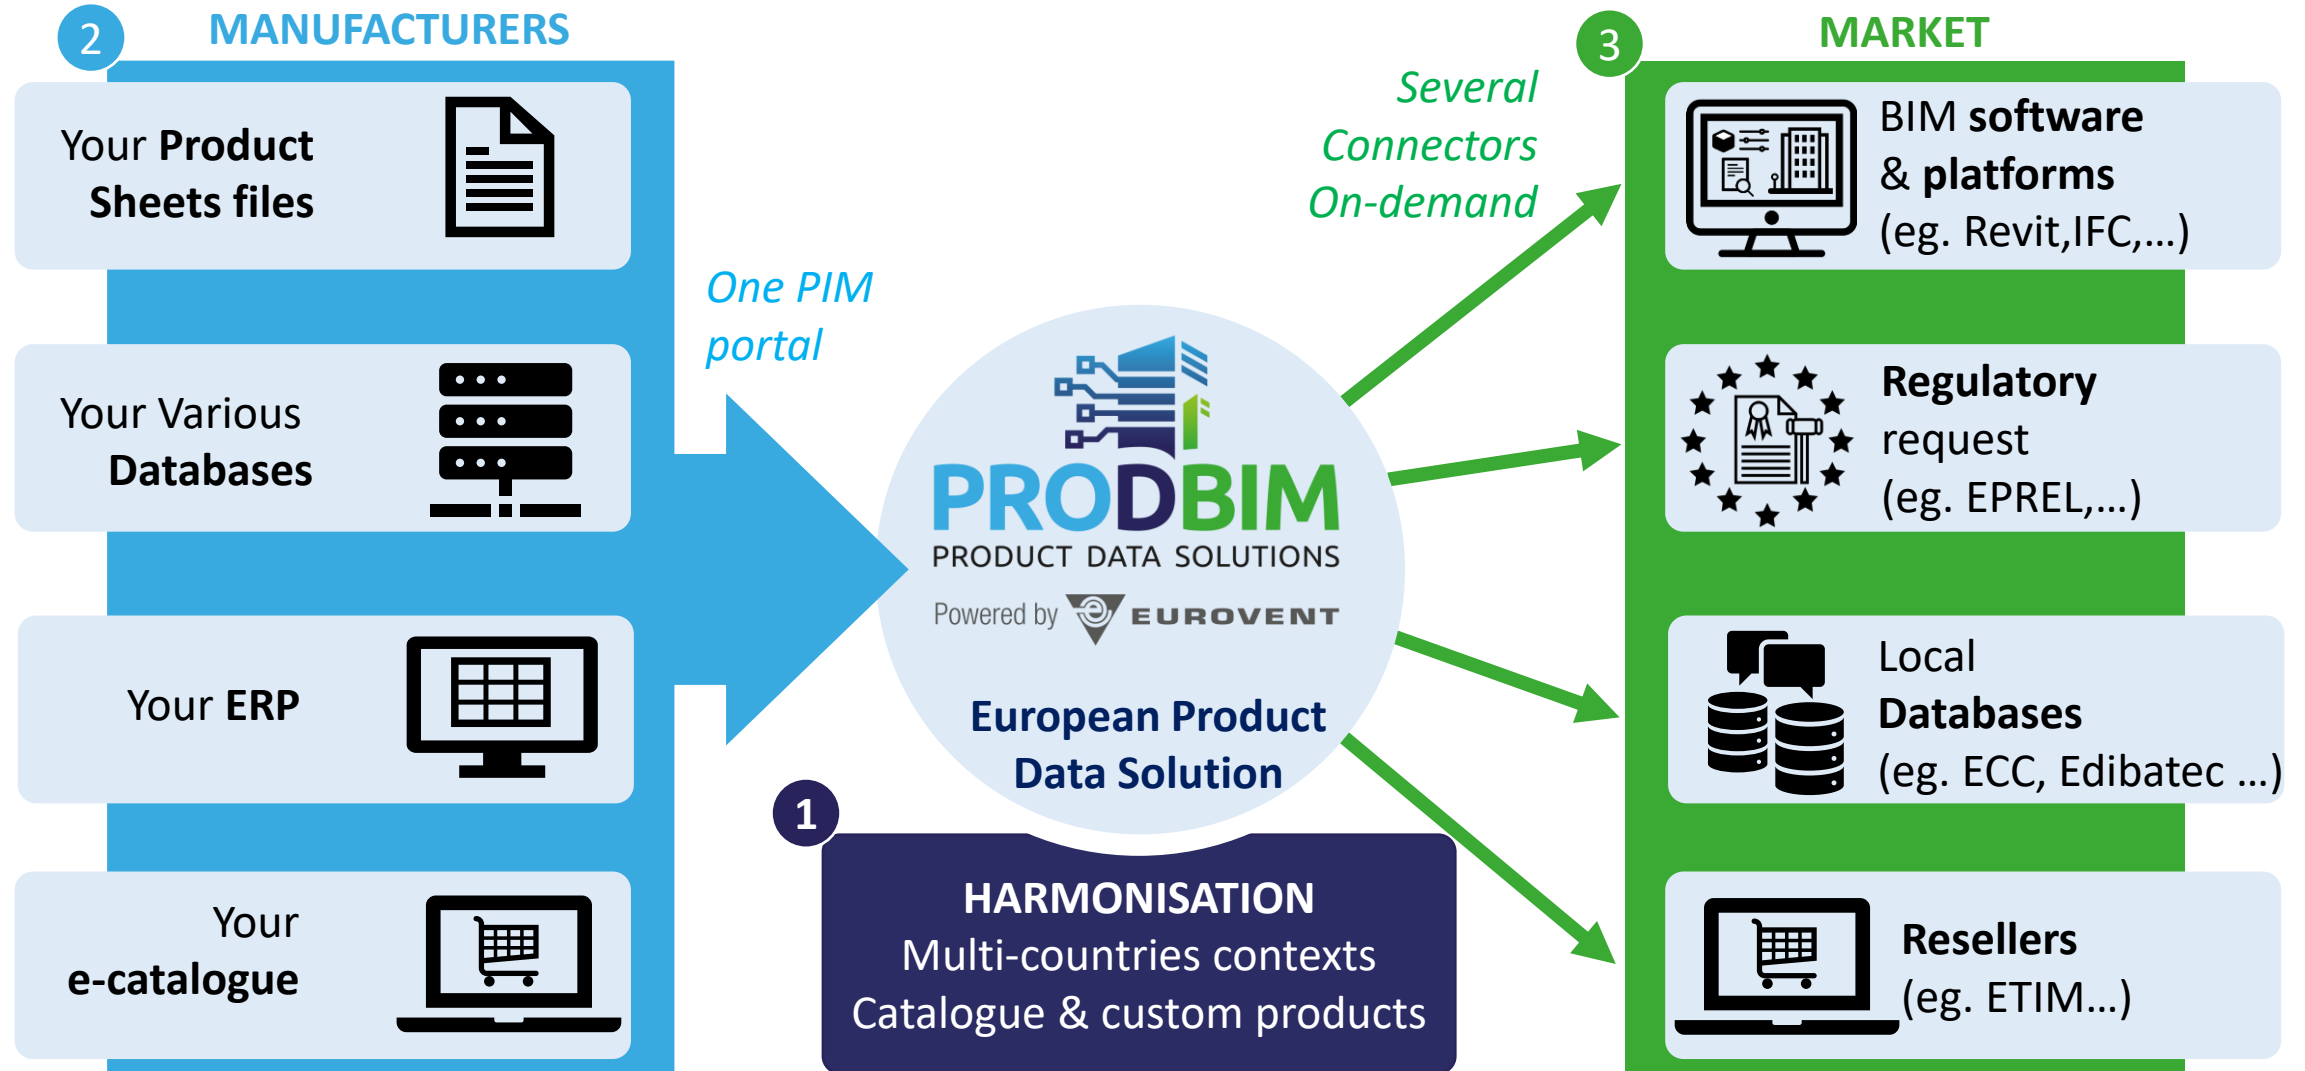 2
MANUFACTURERS
Your Product
Sheets files
Your Various
Databases
Your ERP
Your
e-catalogue
One PIM
portal
PRODBIM
PRODUCT DATA SOLUTIONS
Powered by EUROVENT
European Product
Data Solution
1
HARMONISATION
Multi-countries contexts
Catalogue & custom products
Several
Connectors
On-demand
3
MARKET
BIM software
& platforms
(eg. Revit,IFC,...)
Regulatory
request
(eg. EPREL,...)
Local
Databases
(eg. ECC, Edibatec ...)
Resellers
(eg. ETIM...)